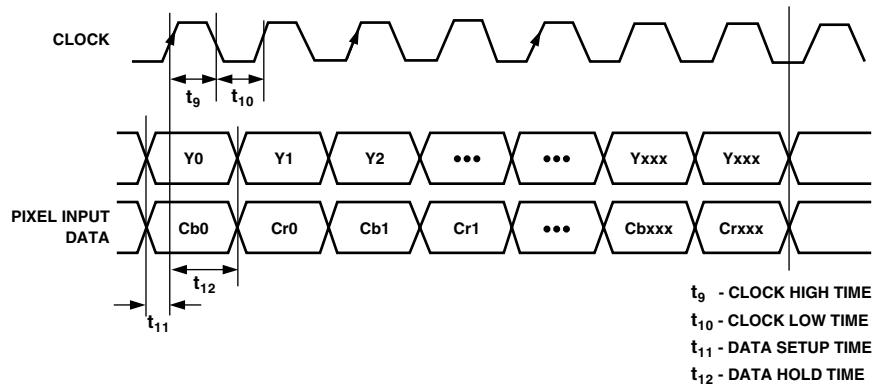 CLOCK
t9 t10
Y0 Y1 Y2 ••• ••• Yxxx Yxxx
PIXEL INPUT
DATA
Cb0 Cr0 Cb1 Cr1 ••• Cbxxx Crxxx
t12
t11
t9 - CLOCK HIGH TIME
t10 - CLOCK LOW TIME
t11 - DATA SETUP TIME
t12 - DATA HOLD TIME